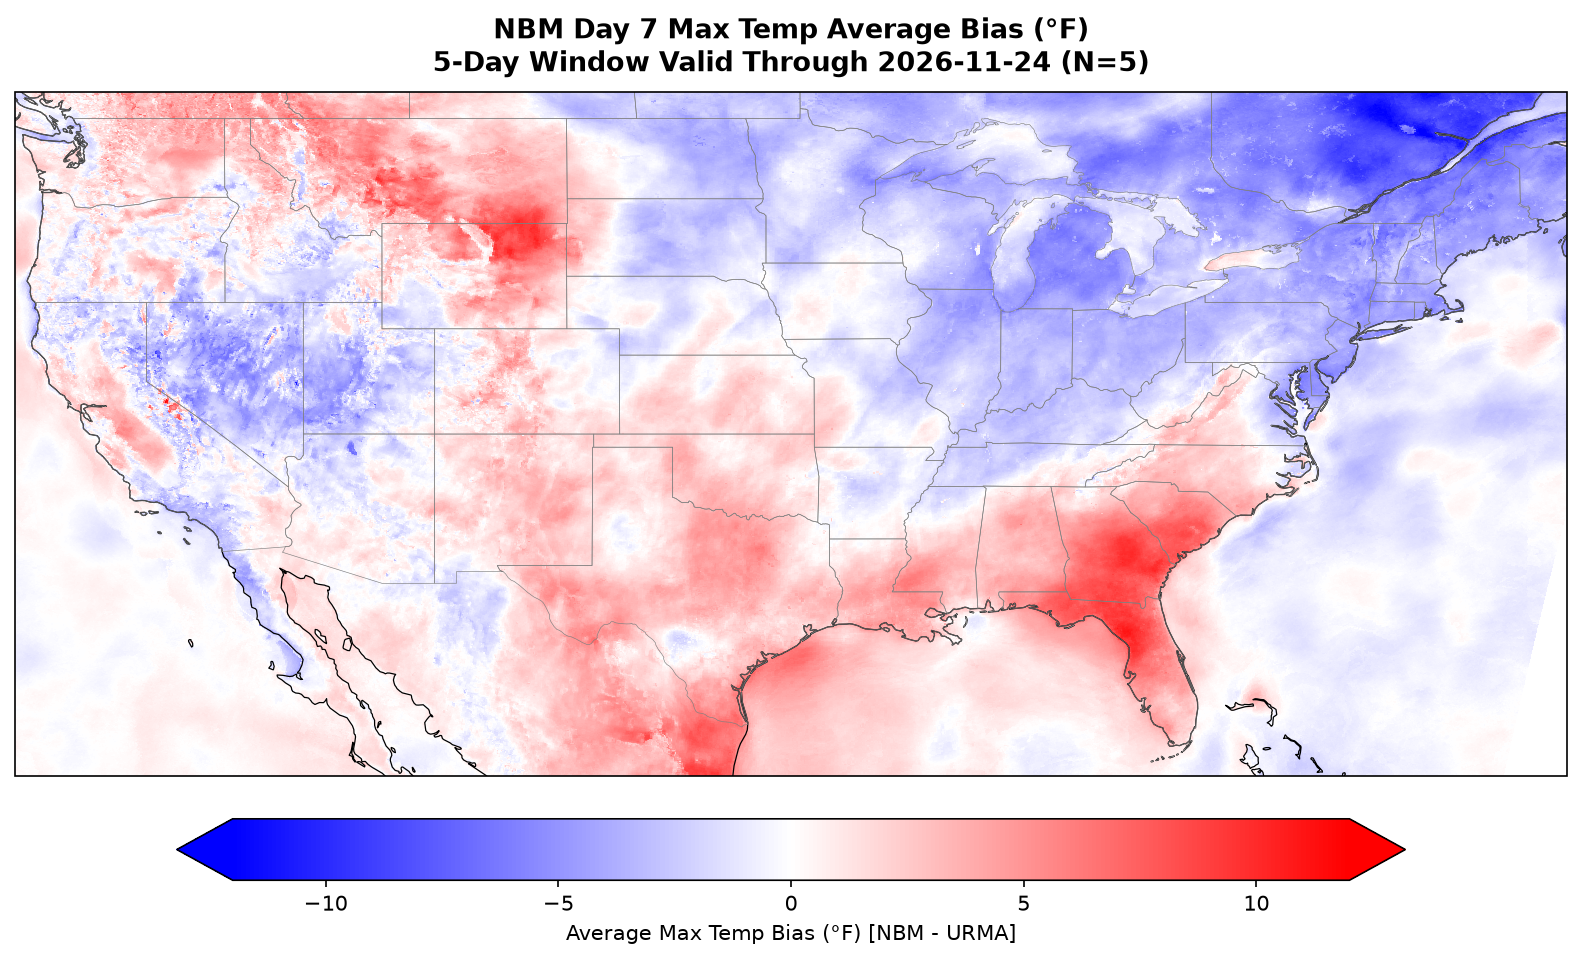 NBM Day 7 Max Temp Average Bias (°F)
5-Day Window Valid Through 2026-11-24 (N=5)
−10 −5 0 5 10
Average Max Temp Bias (°F) [NBM - URMA]